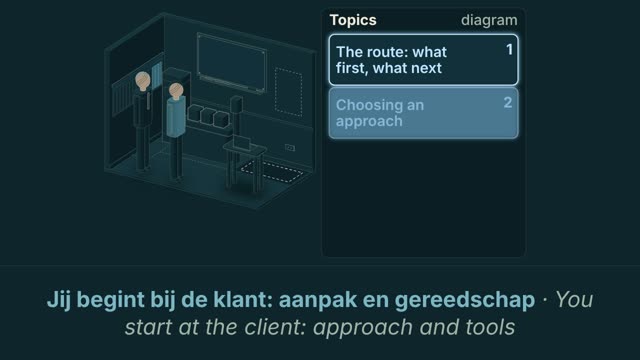 Topics
diagram
The route: what
first, what next
1
Choosing an
approach
2
Jij begint bij de klant: aanpak en gereedschap · You
start at the client: approach and tools